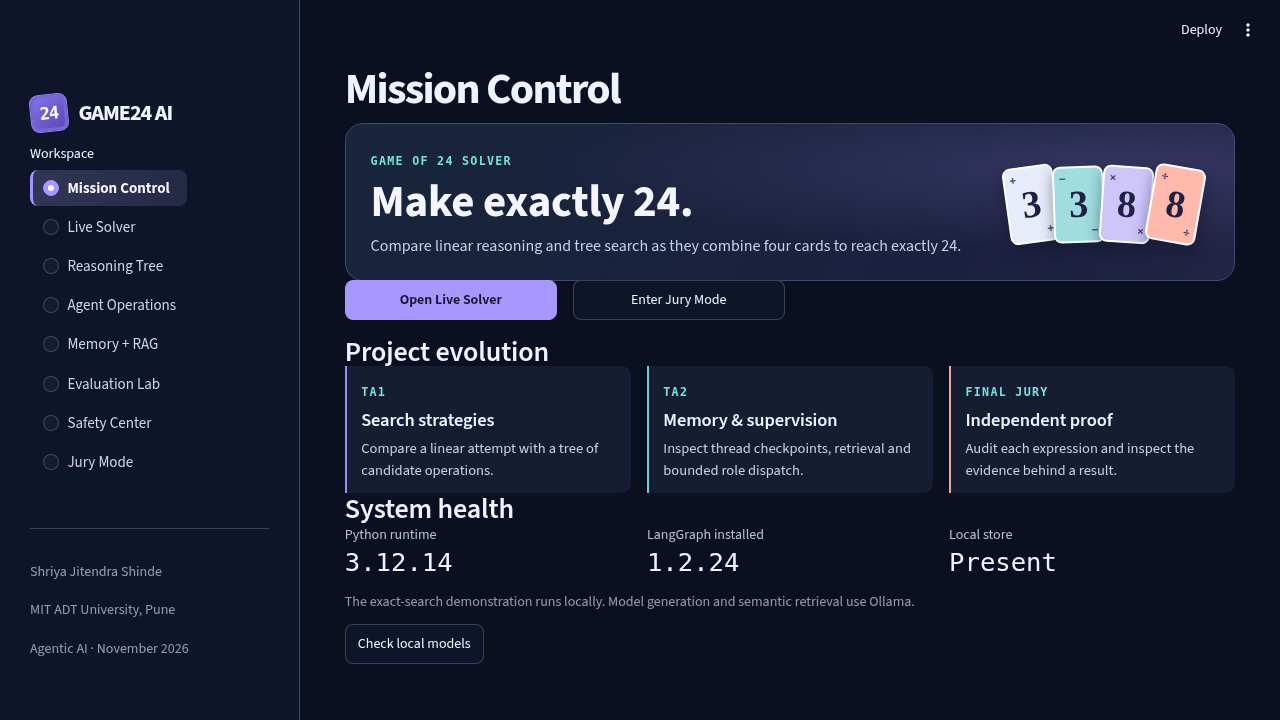 Deploy
24
GAME24 AI
Workspace
Mission Control
Live Solver
Reasoning Tree
Agent Operations
Memory + RAG
Evaluation Lab
Safety Center
Jury Mode
Shriya Jitendra Shinde
MIT ADT University, Pune
Agentic AI · November 2026
Mission Control
GAME OF 24 SOLVER
Make exactly 24.
Compare linear reasoning and tree search as they combine four cards to reach exactly 24.
+ 3 +
− 3 −
× 8 ×
÷ 8 ÷
Open Live Solver
Enter Jury Mode
Project evolution
TA1
Search strategies
Compare a linear attempt with a tree of
candidate operations.
TA2
Memory & supervision
Inspect thread checkpoints, retrieval and
bounded role dispatch.
FINAL JURY
Independent proof
Audit each expression and inspect the
evidence behind a result.
System health
Python runtime
3.12.14
LangGraph installed
1.2.24
Local store
Present
The exact-search demonstration runs locally. Model generation and semantic retrieval use Ollama.
Check local models